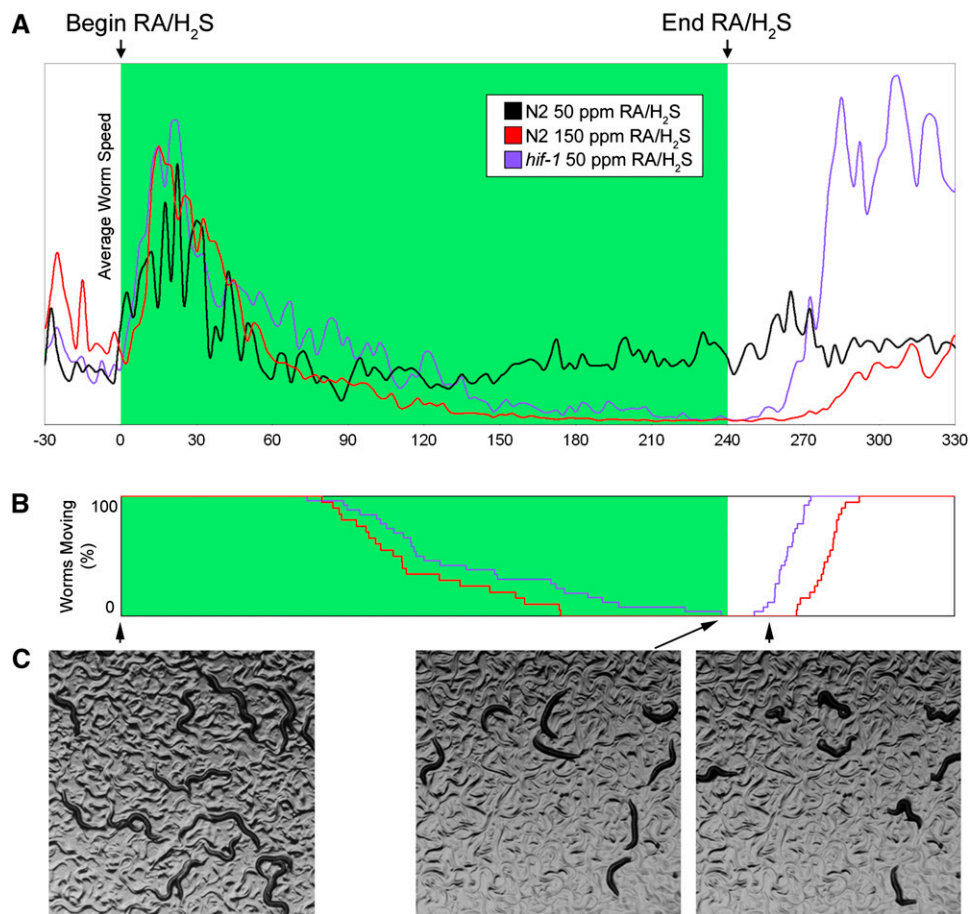 A
Begin RA/H₂S
End RA/H₂S
Average Worm Speed
N2 50 ppm RA/H₂S
N2 150 ppm RA/H₂S
hif-1 50 ppm RA/H₂S
-30 0 30 60 90 120 150 180 210 240 270 300 330
B
Worms Moving
(%)
100
0
C